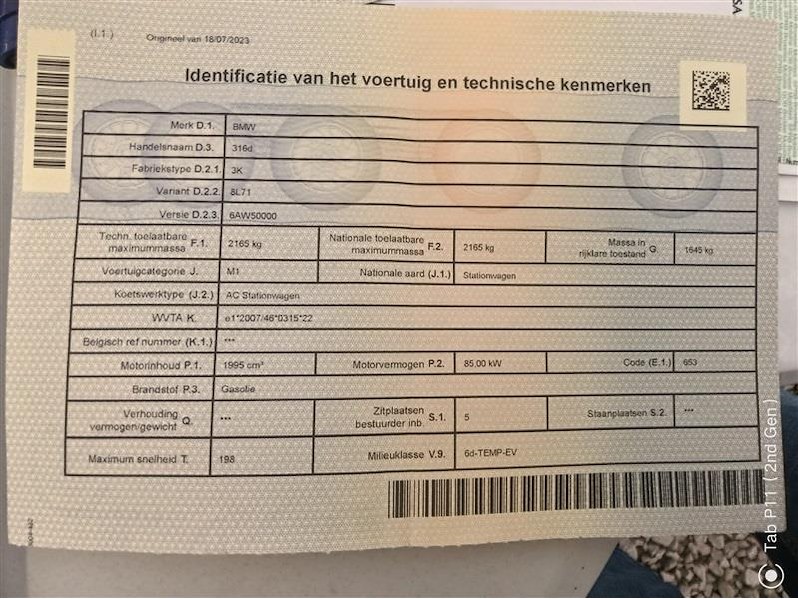 (I.1.)
Origineel van 18/07/2023
Identificatie van het voertuig en technische kenmerken
Merk D.1. BMW
Handelsnaam D.3. 316d
Fabriekstype D.2.1. 3K
Variant D.2.2. 8L71
Versie D.2.3. 6AW50000
Techn. toelaatbare maximummassa F.1. 2165 kg Nationale toelaatbare maximummassa F.2. 2165 kg Massa in rijklare toestand G. 1645 kg
Voertuigcategorie J. M1 Nationale aard (J.1.) Stationwagen
Koetswerktype (J.2.) AC Stationwagen
WVTA K. e1*2007/46*0315*22
Belgisch ref nummer (K.1.) ***
Motorinhoud P.1. 1995 cm³ Motorvermogen P.2. 85,00 kW Code (E.1.) 653
Brandstof P.3. Gasolie
Verhouding vermogen/gewicht Q. *** Zitplaatsen bestuurder inb. S.1. 5 Staanplaatsen S.2. ***
Maximum snelheid T. 198 Milieuklasse V.9. 6d-TEMP-EV
Tab P11 ( 2nd Gen )